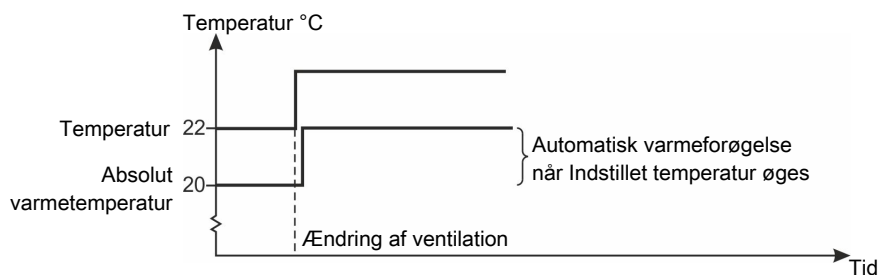 Temperatur °C
Temperatur 22
Absolut
varmetemperatur
20
Automatisk varmeforøgelse
når Indstillet temperatur øges
Ændring af ventilation
Tid